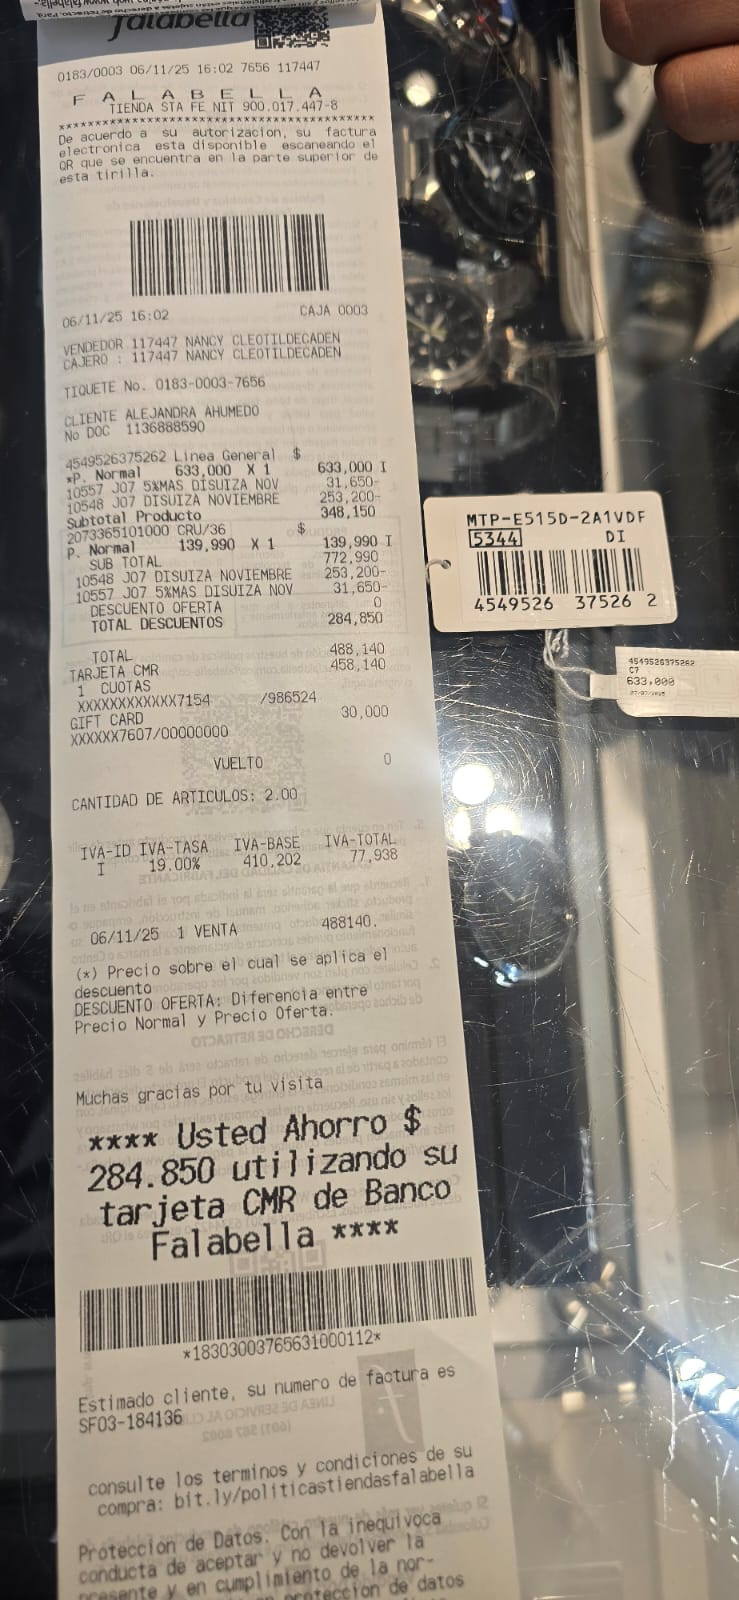 falabella
0183/0003 06/11/25 16:02 7656 117447
F A L A B E L L A
TIENDA STA FE NIT 900.017.447-8
******************************************
De acuerdo a su autorizacion, su factura
electronica esta disponible escaneando el
QR que se encuentra en la parte superior de
esta tirilla.
06/11/25 16:02 CAJA 0003
VENDEDOR 117447 NANCY CLEOTILDECADEN
CAJERO : 117447 NANCY CLEOTILDECADEN
TIQUETE No. 0183-0003-7656
CLIENTE ALEJANDRA AHUMEDO
No DOC 1136888590
4549526375262 Linea General $
*P. Normal 633,000 X 1 633,000 I
10557 J07 5%MAS DISUIZA NOV 31,650-
10548 J07 DISUIZA NOVIEMBRE 253,200-
Subtotal Producto 348,150
2073365101000 CRU/36 $
P. Normal 139,990 X 1 139,990 I
SUB TOTAL 772,990
10548 J07 DISUIZA NOVIEMBRE 253,200-
10557 J07 5%MAS DISUIZA NOV 31,650-
DESCUENTO OFERTA 0
TOTAL DESCUENTOS 284,850
TOTAL 488,140
TARJETA CMR 458,140
1 CUOTAS
XXXXXXXXXXXX7154 /986524
GIFT CARD 30,000
XXXXXX7607/00000000
VUELTO 0
CANTIDAD DE ARTICULOS: 2.00
IVA-ID IVA-TASA IVA-BASE IVA-TOTAL
I 19.00% 410,202 77,938
06/11/25 1 VENTA 488140.
(*) Precio sobre el cual se aplica el
descuento
DESCUENTO OFERTA: Diferencia entre
Precio Normal y Precio Oferta.
Muchas gracias por tu visita
**** Usted Ahorro $
284.850 utilizando su
tarjeta CMR de Banco
Falabella ****
*18303003765631000112*
Estimado cliente, su numero de factura es
SF03-184136
consulte los terminos y condiciones de su
compra: bit.ly/politicastiendasfalabella
Proteccion de Datos. Con la inequivoca
conducta de aceptar y no devolver la
presente y en cumplimiento de la nor-
proteccion de datos
MTP-E515D-2A1VDF
5344 DI
4549526 37526 2
4549526375262
C7
633,000